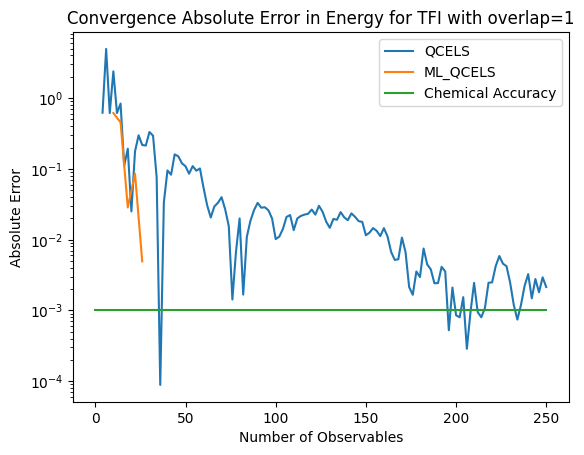 Convergence Absolute Error in Energy for TFI with overlap=1
QCELS
ML_QCELS
Chemical Accuracy
Absolute Error
10^0
10^-1
10^-2
10^-3
10^-4
0 50 100 150 200 250
Number of Observables